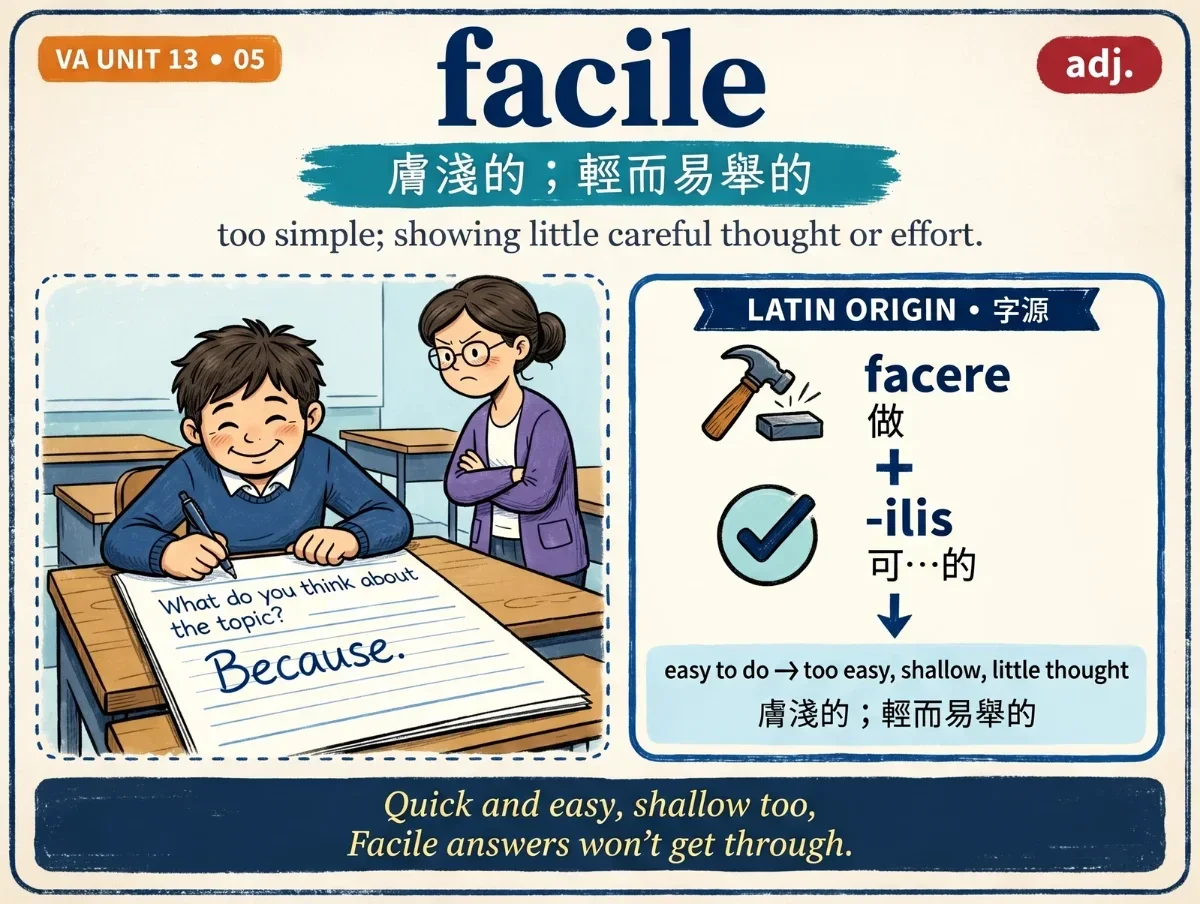 VA UNIT 13 • 05
facile
adj.
膚淺的；輕而易舉的
too simple; showing little careful thought or effort.
What do you think about
the topic?
Because.
LATIN ORIGIN • 字源
facere
做
+
-ilis
可…的
easy to do → too easy, shallow, little thought
膚淺的；輕而易舉的
Quick and easy, shallow too,
Facile answers won't get through.